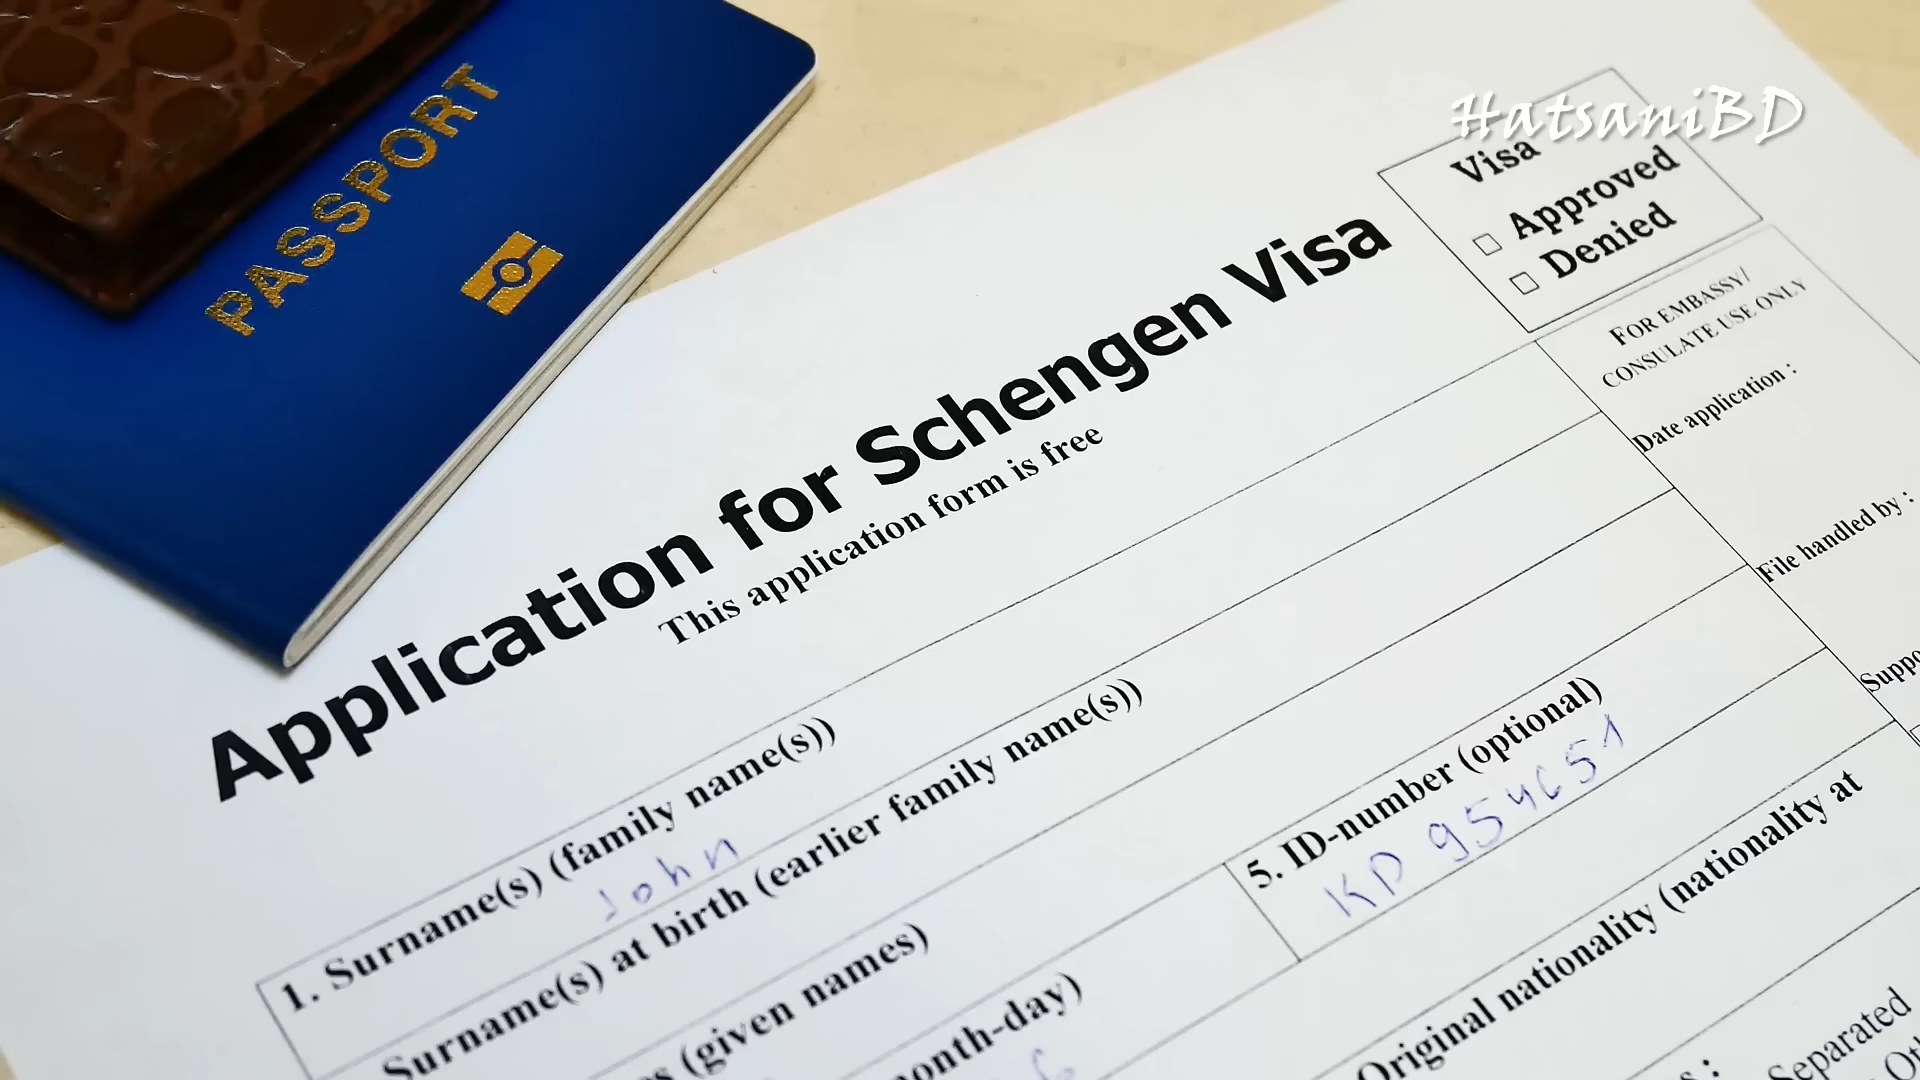 PASSPORT
HatsaniBD
Visa
Approved
Denied
Application for Schengen Visa
This application form is free
FOR EMBASSY/
CONSULATE USE ONLY
Date application :
File handled by :
1. Surname(s) (family name(s))
John
Surname(s) at birth (earlier family name(s))
(given names)
5. ID-number (optional)
KD 954651
Original nationality (nationality at
Separated